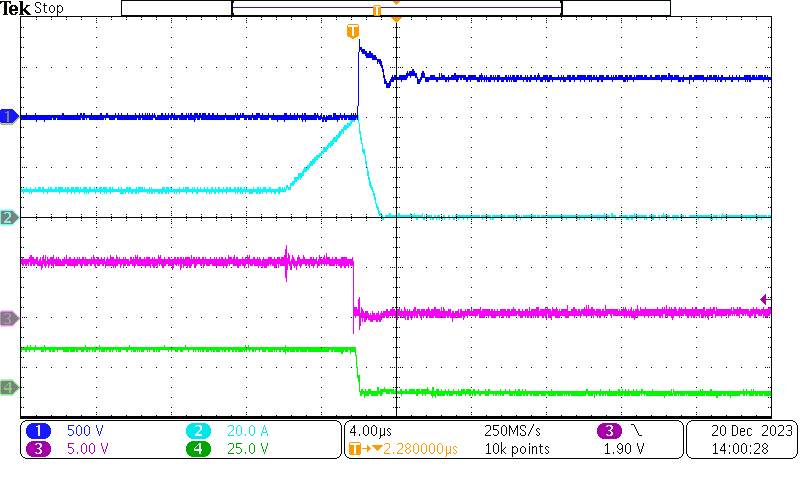 Tek Stop
T
T
1
2
3
4
1 500 V 2 20.0 A 4.00µs 250MS/s 3 1.90 V 20 Dec 2023
3 5.00 V 4 25.0 V T→▼2.280000µs 10k points 14:00:28